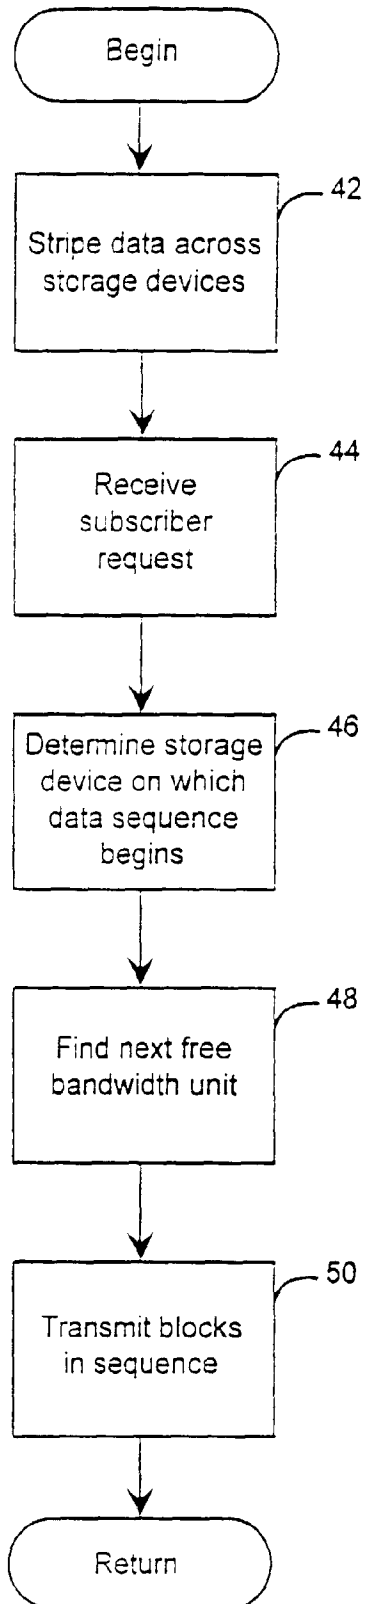 Begin
42
Stripe data across
storage devices
44
Receive
subscriber
request
46
Determine storage
device on which
data sequence
begins
48
Find next free
bandwidth unit
50
Transmit blocks
in sequence
Return